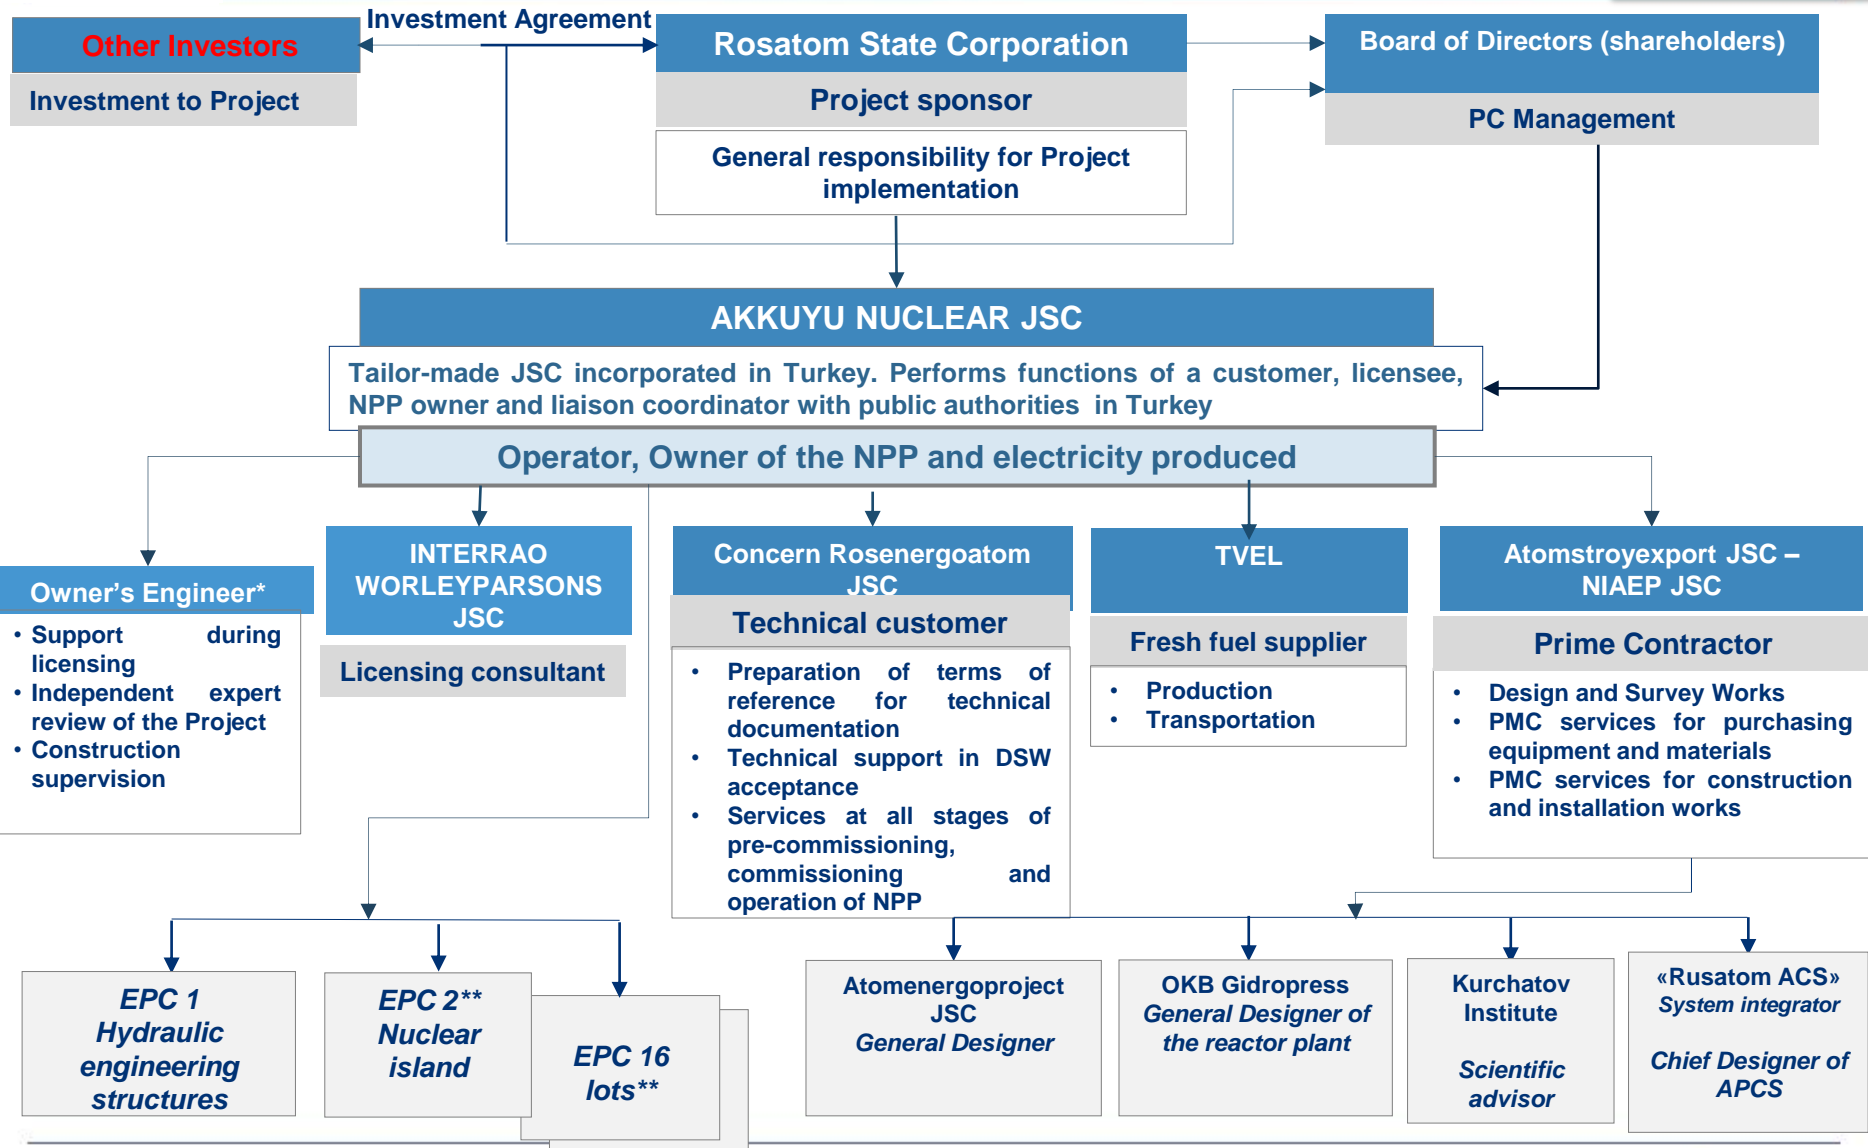 Investment Agreement
Other Investors
Investment to Project
Rosatom State Corporation
Project sponsor
General responsibility for Project
implementation
Board of Directors (shareholders)
PC Management
AKKUYU NUCLEAR JSC
Tailor-made JSC incorporated in Turkey. Performs functions of a customer, licensee,
NPP owner and liaison coordinator with public authorities in Turkey
Operator, Owner of the NPP and electricity produced
Owner's Engineer*
• Support during
licensing
• Independent expert
review of the Project
• Construction
supervision
INTERRAO
WORLEYPARSONS
JSC
Licensing consultant
Concern Rosenergoatom
JSC
Technical customer
• Preparation of terms of
reference for technical
documentation
• Technical support in DSW
acceptance
• Services at all stages of
pre-commissioning,
commissioning and
operation of NPP
TVEL
Fresh fuel supplier
• Production
• Transportation
Atomstroyexport JSC –
NIAEP JSC
Prime Contractor
• Design and Survey Works
• PMC services for purchasing
equipment and materials
• PMC services for construction
and installation works
EPC 1
Hydraulic
engineering
structures
EPC 2**
Nuclear
island
EPC 16
lots**
Atomenergoproject
JSC
General Designer
OKB Gidropress
General Designer of
the reactor plant
Kurchatov
Institute
Scientific
advisor
«Rusatom ACS»
System integrator
Chief Designer of
APCS